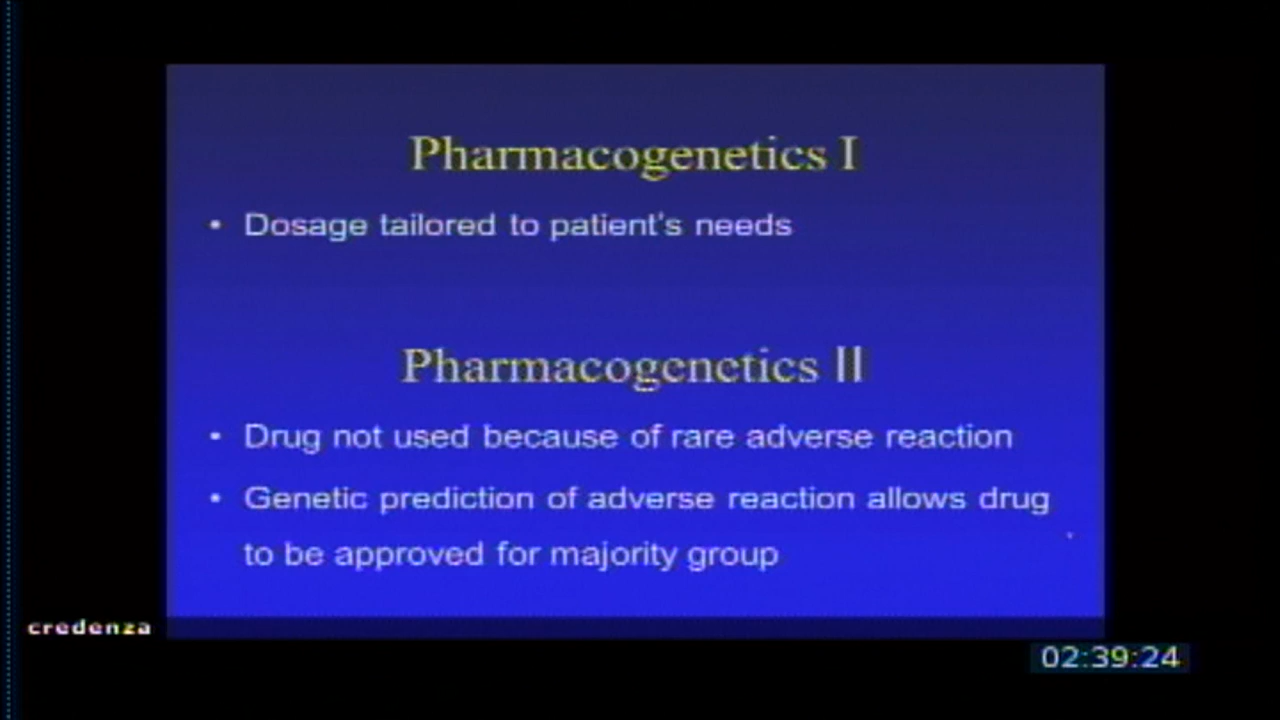 Pharmacogenetics I
• Dosage tailored to patient's needs
Pharmacogenetics II
• Drug not used because of rare adverse reaction
• Genetic prediction of adverse reaction allows drug
to be approved for majority group
credenza
02:39:24